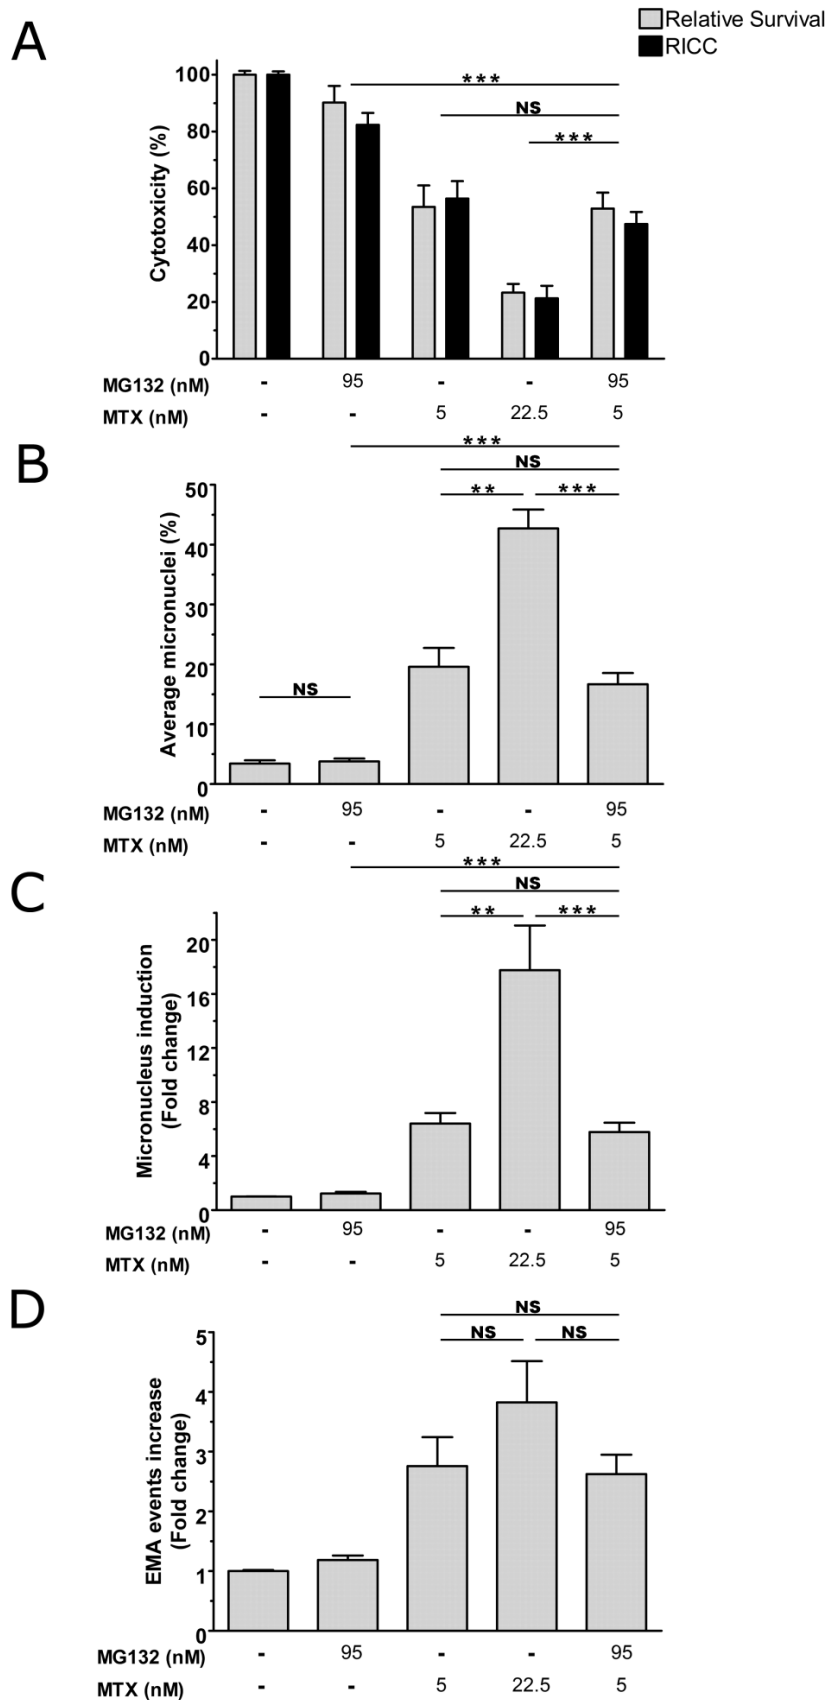 A
Relative Survival
RICC
***
NS
***
Cytotoxicity (%)
100
80
60
40
20
0
MG132 (nM) - 95 - - 95
MTX (nM) - - 5 22.5 5
B
***
NS
** ***
NS
Average micronuclei (%)
50
40
30
20
10
0
MG132 (nM) - 95 - - 95
MTX (nM) - - 5 22.5 5
C
***
NS
** ***
Micronucleus induction
(Fold change)
20
16
12
8
4
0
MG132 (nM) - 95 - - 95
MTX (nM) - - 5 22.5 5
D
NS
NS NS
EMA events increase
(Fold change)
5
4
3
2
1
0
MG132 (nM) - 95 - - 95
MTX (nM) - - 5 22.5 5